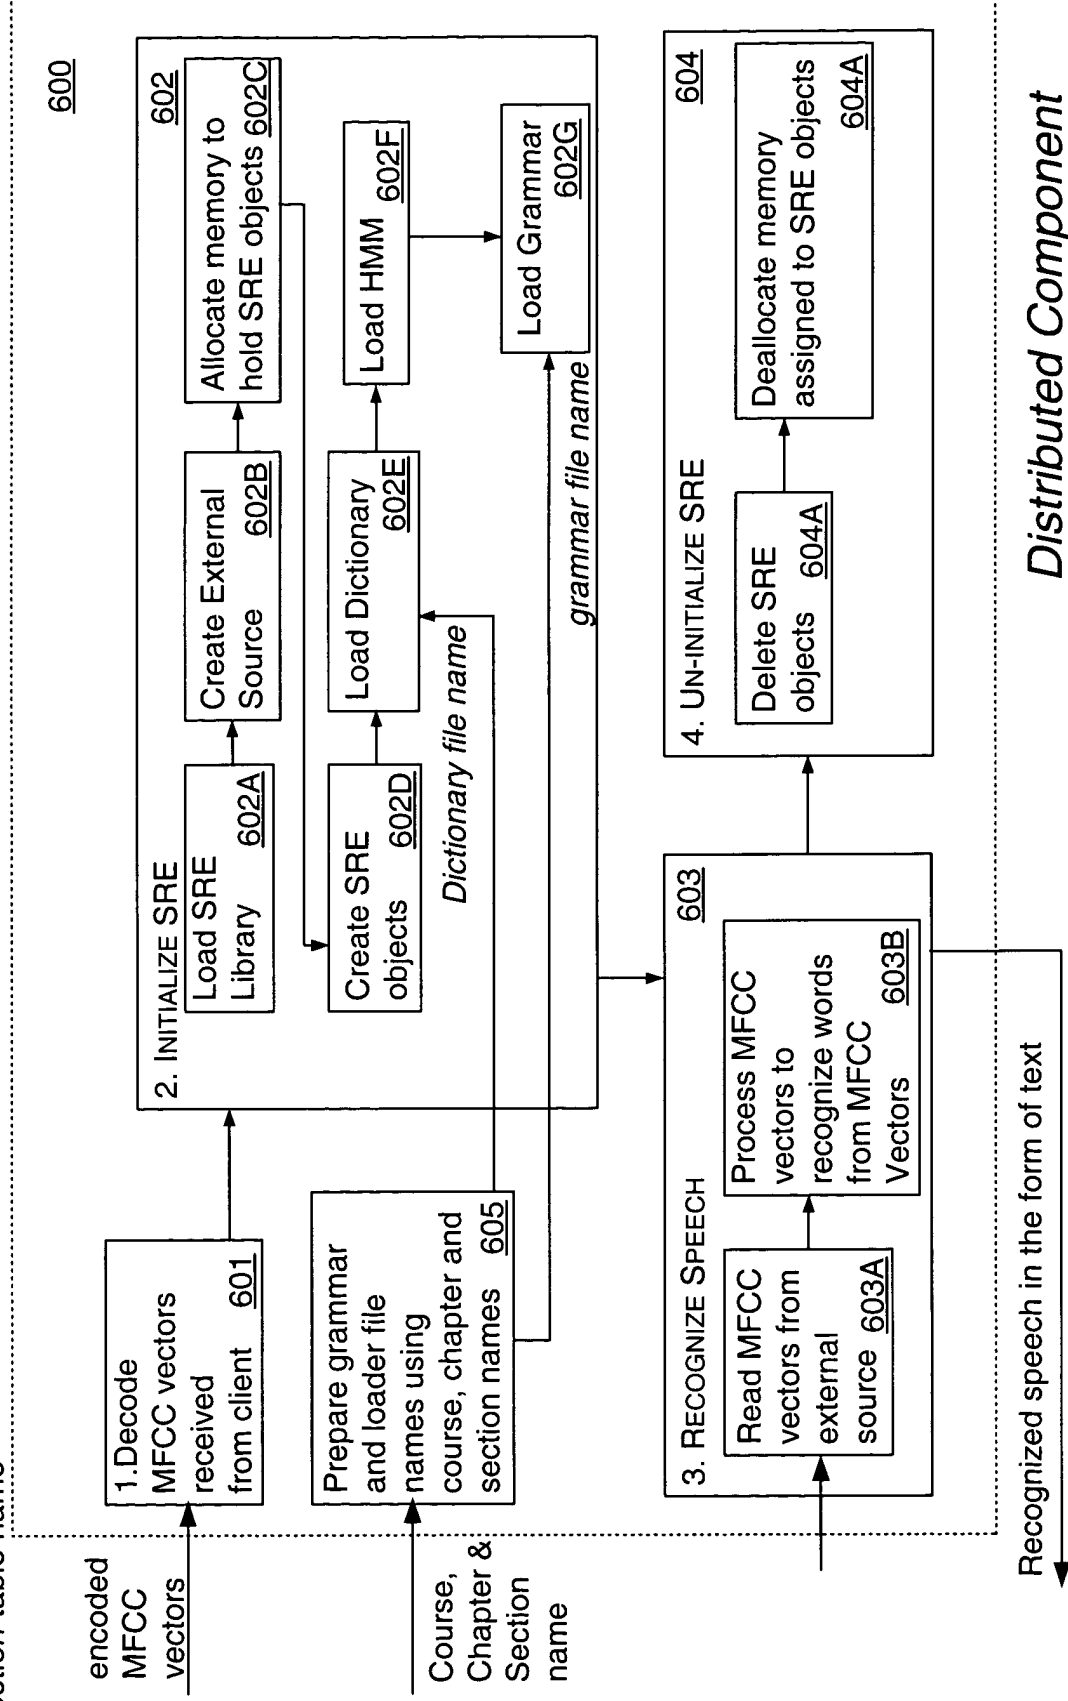 table name
600
encoded
MFCC
vectors
1.Decode
MFCC vectors
received
from client 601
2. INITIALIZE SRE
602
Load SRE
Library 602A
Create External
Source 602B
Allocate memory to
hold SRE objects 602C
Create SRE
objects 602D
Load Dictionary
602E
Load HMM
602F
Load Grammar
602G
Dictionary file name
grammar file name
Course,
Chapter &
Section
name
Prepare grammar
and loader file
names using
course, chapter and
section names 605
3. RECOGNIZE SPEECH
603
Read MFCC
vectors from
external
source 603A
Process MFCC
vectors to
recognize words
from MFCC
Vectors 603B
4. UN-INITIALIZE SRE
604
Delete SRE
objects 604A
Deallocate memory
assigned to SRE objects
604A
Recognized speech in the form of text
Distributed Component